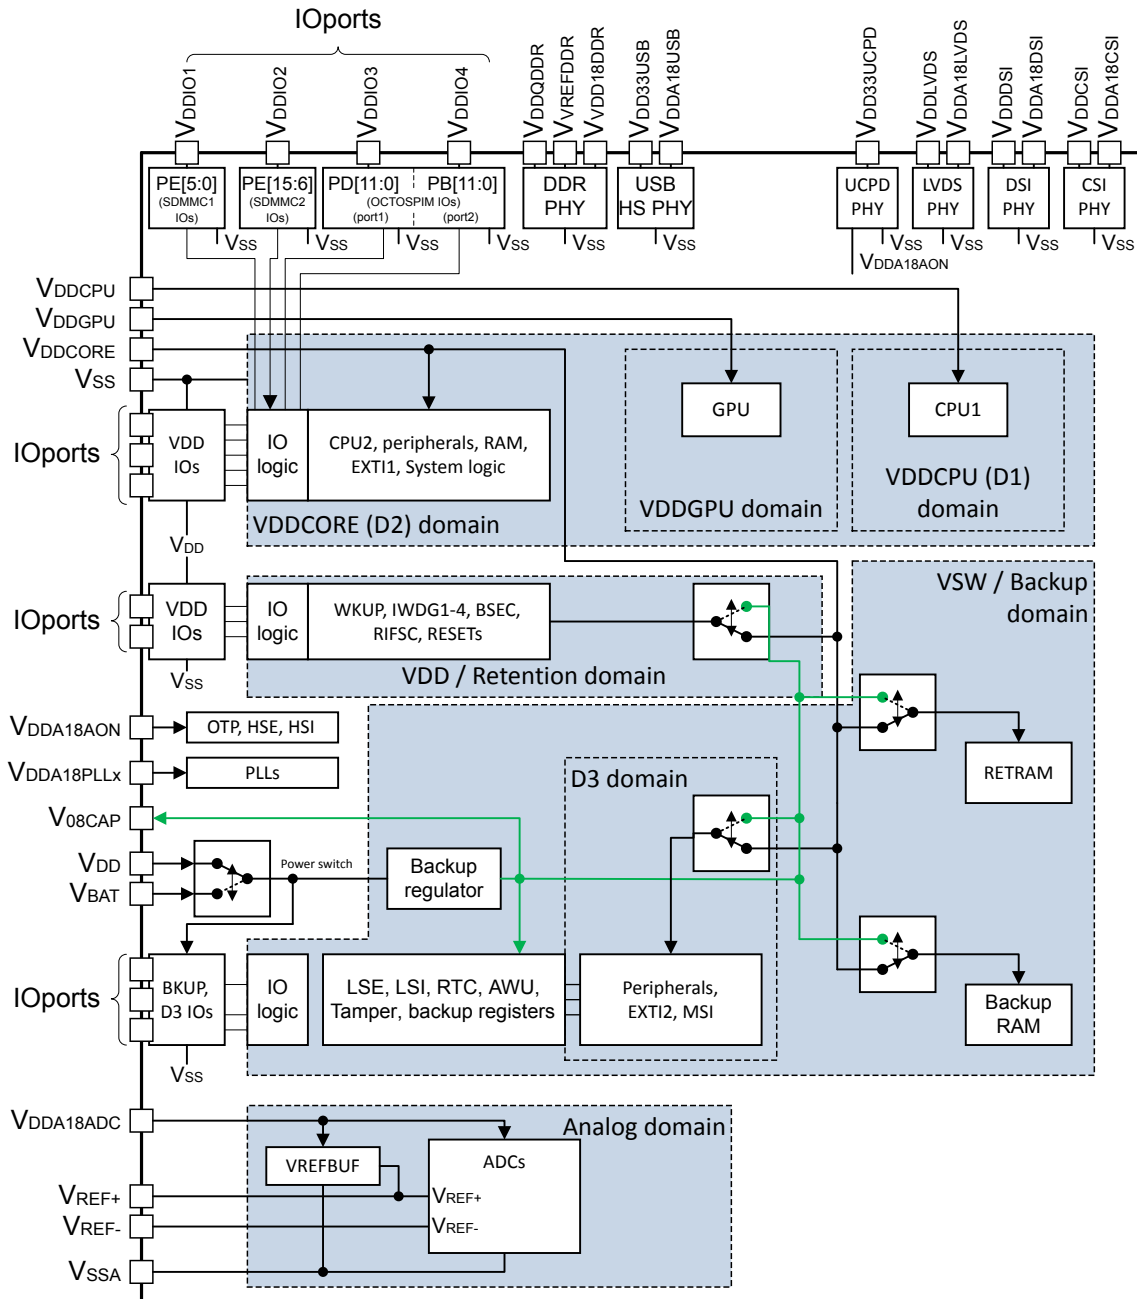 IOports
VDDIO1
VDDIO2
VDDIO3
VDDIO4
VDDQDDR
VVREFDDR
VVDD18DDR
VDD33USB
VDDA18USB
VDD33UCPD
VDDLVDS
VDDA18LVDS
VDDDSI
VDDA18DSI
VDDCSI
VDDA18CSI
PE[5:0]
(SDMMC1
IOs)
PE[15:6]
(SDMMC2
IOs)
PD[11:0] PB[11:0]
(OCTOSPIM IOs)
(port1) (port2)
DDR
PHY
USB
HS PHY
UCPD
PHY
LVDS
PHY
DSI
PHY
CSI
PHY
VSS
VSS
VSS
VSS
VSS
VSS
VSS
VSS
VSS
VSS
VDDA18AON
VDDCPU
VDDGPU
VDDCORE
VSS
IOports
VDD
IOs
IO
logic
CPU2, peripherals, RAM,
EXTI1, System logic
GPU
CPU1
VDDCORE (D2) domain
VDDGPU domain
VDDCPU (D1)
domain
VDD
IOports
VDD
IOs
IO
logic
WKUP, IWDG1-4, BSEC,
RIFSC, RESETs
VDD / Retention domain
VSW / Backup
domain
VSS
VDDA18AON
OTP, HSE, HSI
VDDA18PLLx
PLLs
V08CAP
VDD
VBAT
Power switch
Backup
regulator
D3 domain
RETRAM
IOports
BKUP,
D3 IOs
IO
logic
LSE, LSI, RTC, AWU,
Tamper, backup registers
Peripherals,
EXTI2, MSI
Backup
RAM
VSS
VDDA18ADC
Analog domain
VREFBUF
ADCs
VREF+
VREF+
VREF-
VREF-
VSSA